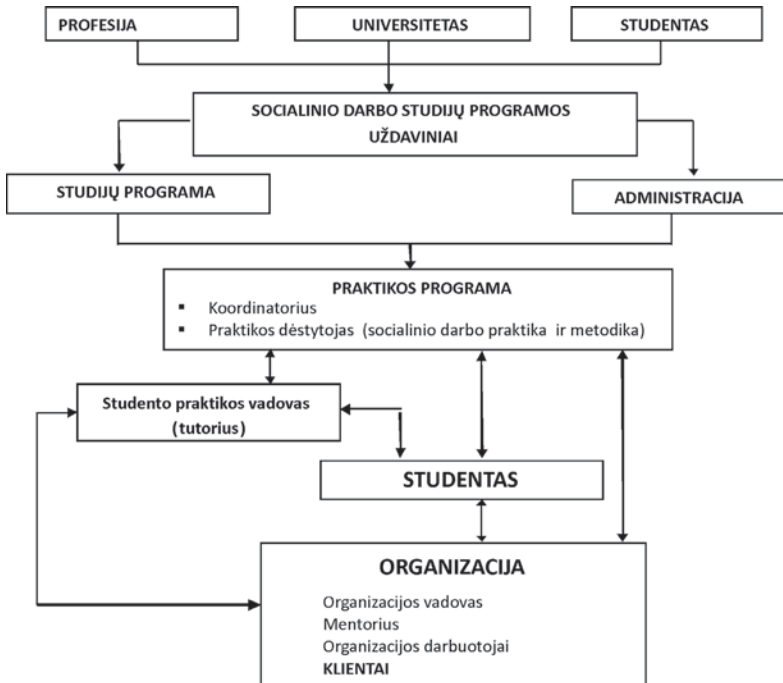 PROFESIJA
UNIVERSITETAS
STUDENTAS
SOCIALINIO DARBO STUDIJŲ PROGRAMOS
UŽDAVINIAI
STUDIJŲ PROGRAMA
ADMINISTRACIJA
PRAKTIKOS PROGRAMA
▪ Koordinatorius
▪ Praktikos dėstytojas (socialinio darbo praktika ir metodika)
Studento praktikos vadovas
(tutorius)
STUDENTAS
ORGANIZACIJA
Organizacijos vadovas
Mentorius
Organizacijos darbuotojai
KLIENTAI